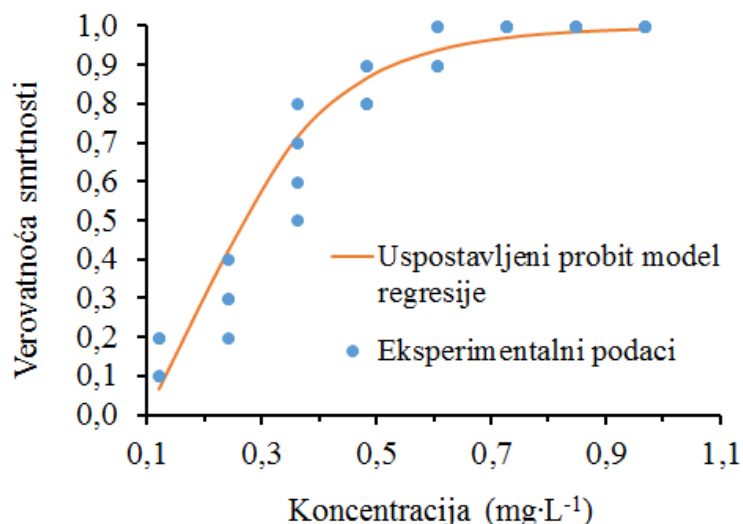 Verovatnoća smrtnosti
1,0
0,9
0,8
0,7
0,6
0,5
0,4
0,3
0,2
0,1
0,0
Uspostavljeni probit model
regresije
Eksperimentalni podaci
0,1 0,3 0,5 0,7 0,9 1,1
Koncentracija (mg·L⁻¹)